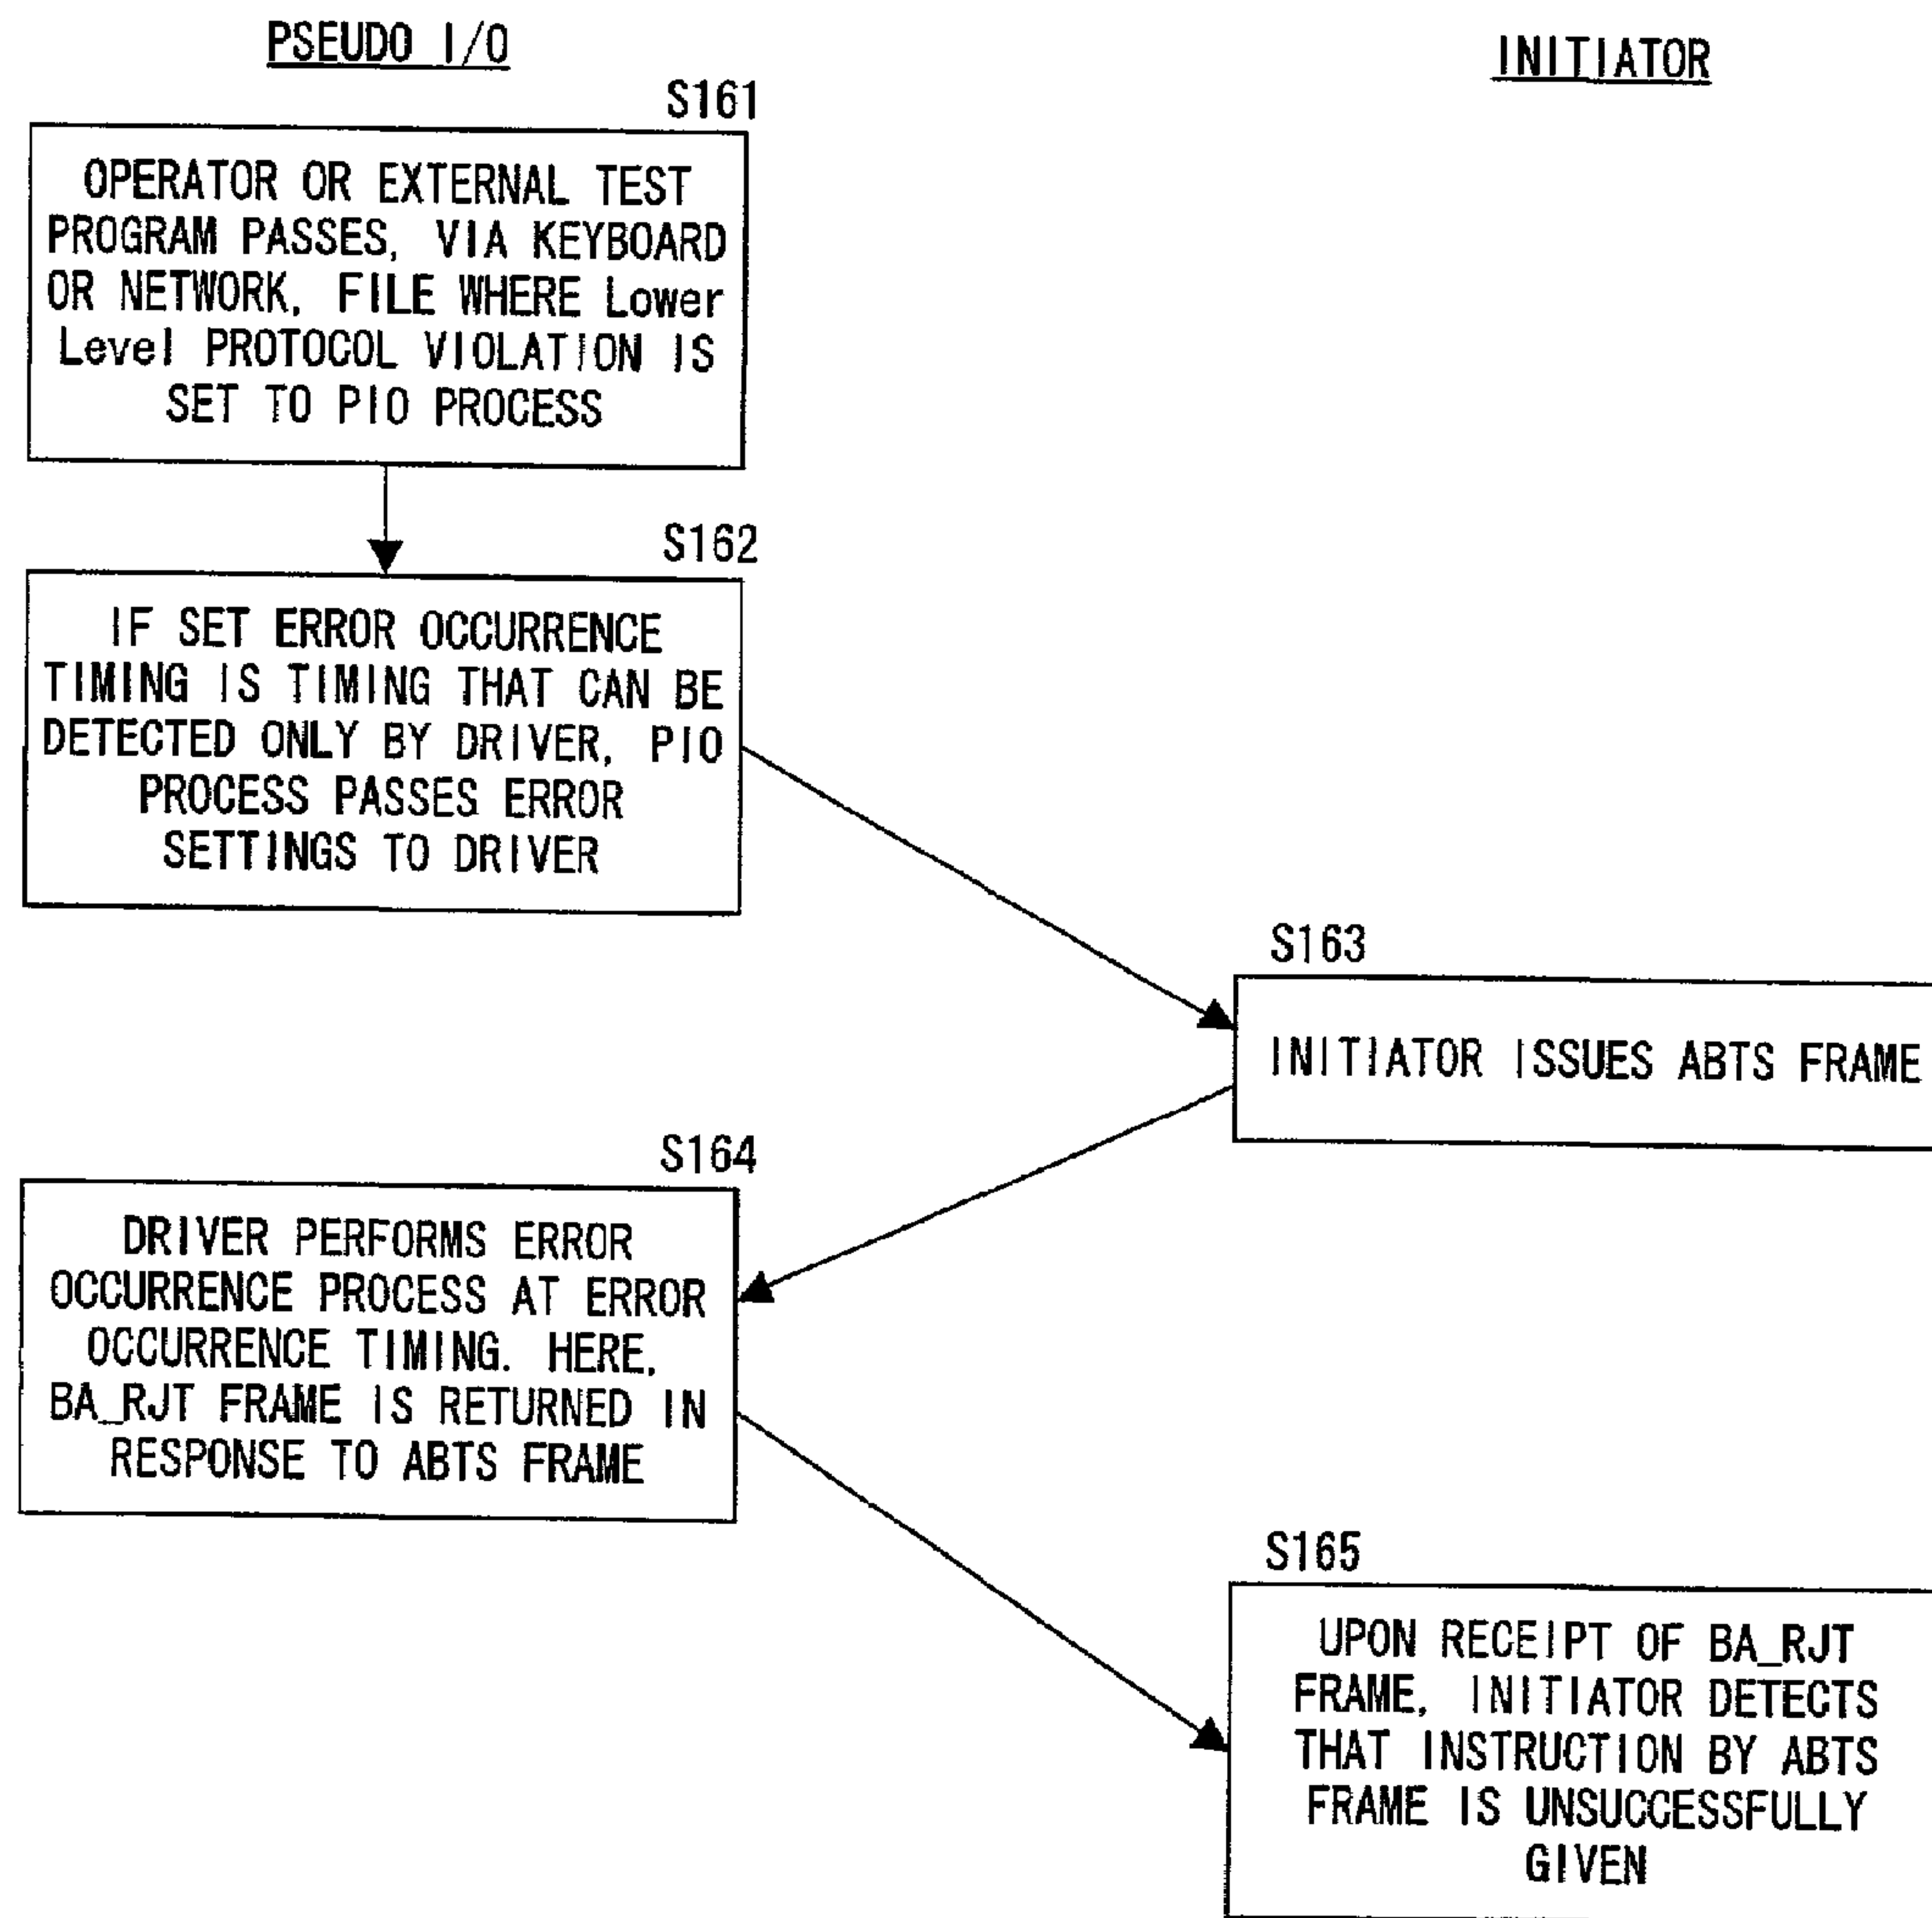 PSEUDO I/O
INITIATOR
S161
OPERATOR OR EXTERNAL TEST
PROGRAM PASSES, VIA KEYBOARD
OR NETWORK, FILE WHERE Lower
Level PROTOCOL VIOLATION IS
SET TO PIO PROCESS
S162
IF SET ERROR OCCURRENCE
TIMING IS TIMING THAT CAN BE
DETECTED ONLY BY DRIVER, PIO
PROCESS PASSES ERROR
SETTINGS TO DRIVER
S163
INITIATOR ISSUES ABTS FRAME
S164
DRIVER PERFORMS ERROR
OCCURRENCE PROCESS AT ERROR
OCCURRENCE TIMING. HERE,
BA_RJT FRAME IS RETURNED IN
RESPONSE TO ABTS FRAME
S165
UPON RECEIPT OF BA_RJT
FRAME, INITIATOR DETECTS
THAT INSTRUCTION BY ABTS
FRAME IS UNSUCCESSFULLY
GIVEN